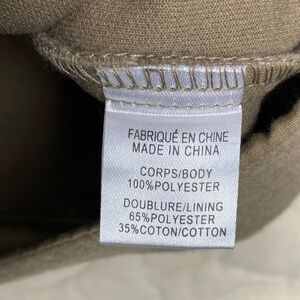 FABRIQUÉ EN CHINE
MADE IN CHINA
CORPS/BODY
100%POLYESTER
DOUBLURE/LINING
65%POLYESTER
35%COTON/COTTON